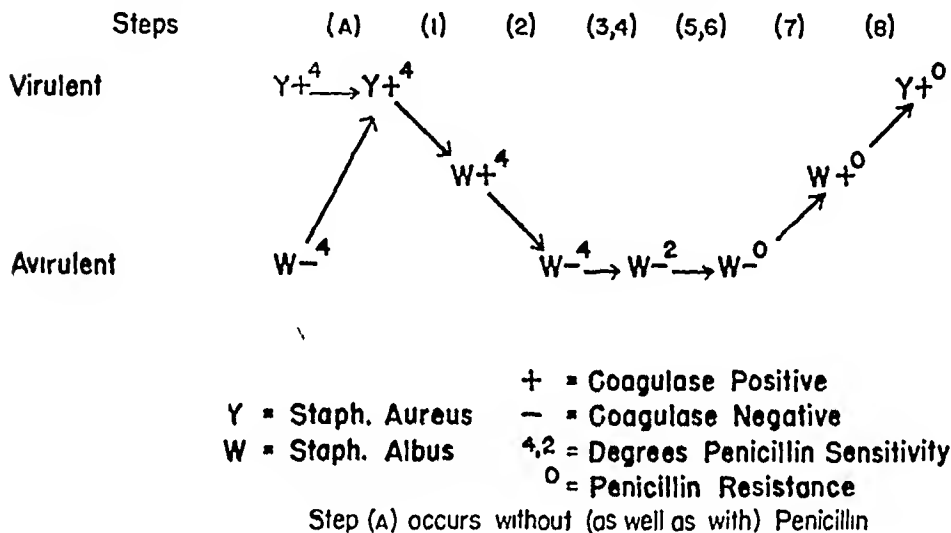 Steps (A) (1) (2) (3,4) (5,6) (7) (8)
Virulent Y+⁴ → Y+⁴ Y+⁰
W+⁴ W+⁰
Avirulent W-⁴ W-⁴ → W-² → W-⁰
+ = Coagulase Positive
Y = Staph. Aureus - = Coagulase Negative
W = Staph. Albus 4,2 = Degrees Penicillin Sensitivity
0 = Penicillin Resistance
Step (A) occurs without (as well as with) Penicillin